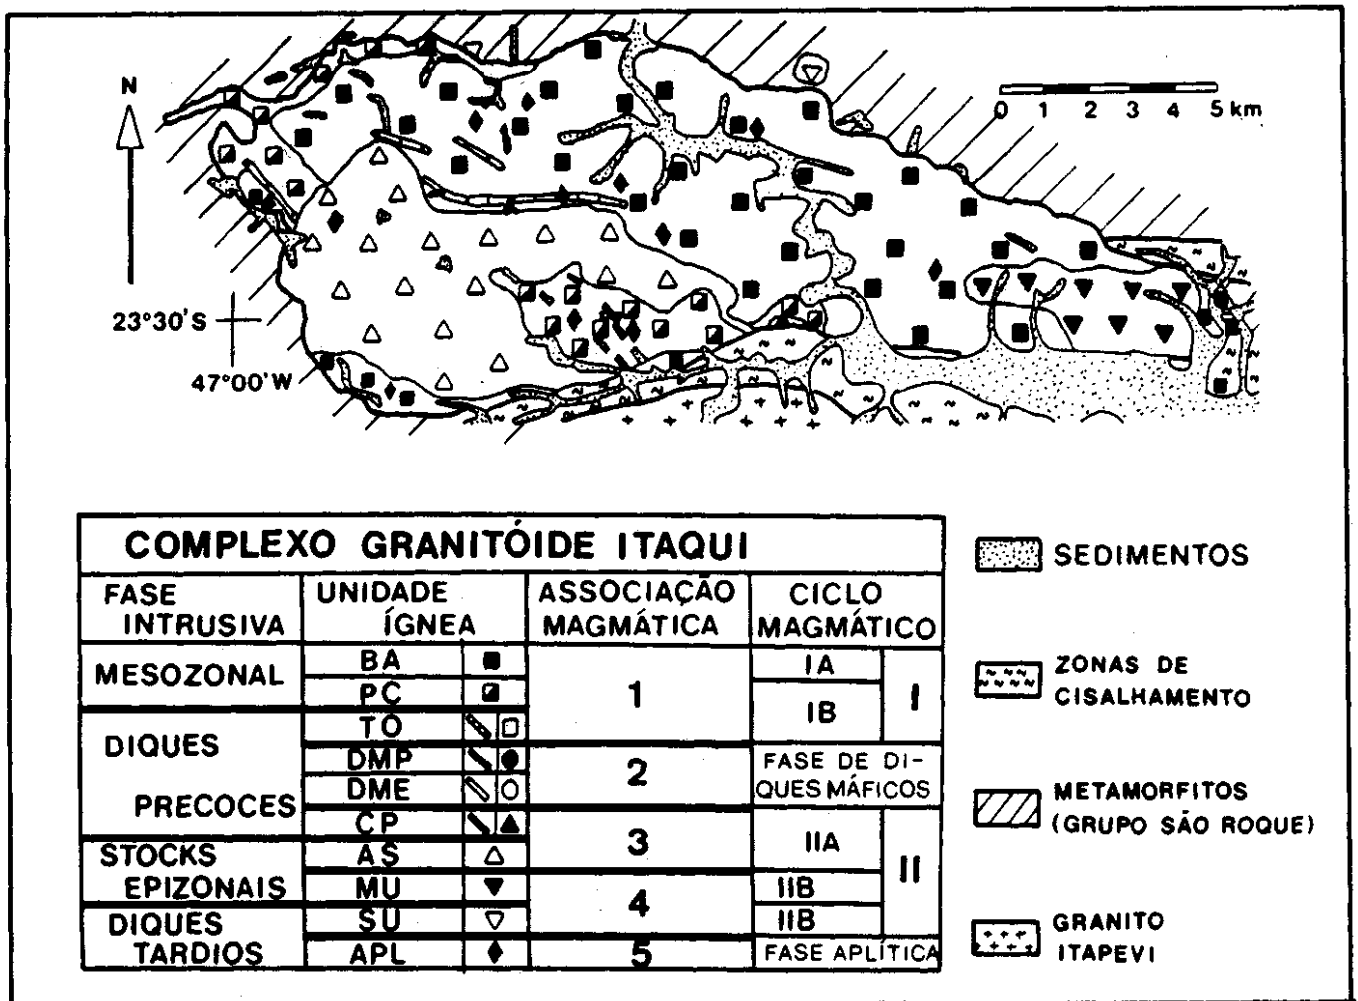 N
0 1 2 3 4 5 km
23°30'S
47°00'W
COMPLEXO GRANITÓIDE ITAQUI
FASE INTRUSIVA
UNIDADE ÍGNEA
ASSOCIAÇÃO MAGMÁTICA
CICLO MAGMÁTICO
MESOZONAL
BA
PC
1
IA
IB
I
DIQUES
PRECOCES
TO
DMP
DME
CP
2
FASE DE DI-
QUES MÁFICOS
3
IIA
II
STOCKS
EPIZONAIS
AS
MU
4
IIB
DIQUES
TARDIOS
SU
IIB
APL
5
FASE APLÍTICA
SEDIMENTOS
ZONAS DE
CISALHAMENTO
METAMORFITOS
(GRUPO SÃO ROQUE)
GRANITO
ITAPEVI